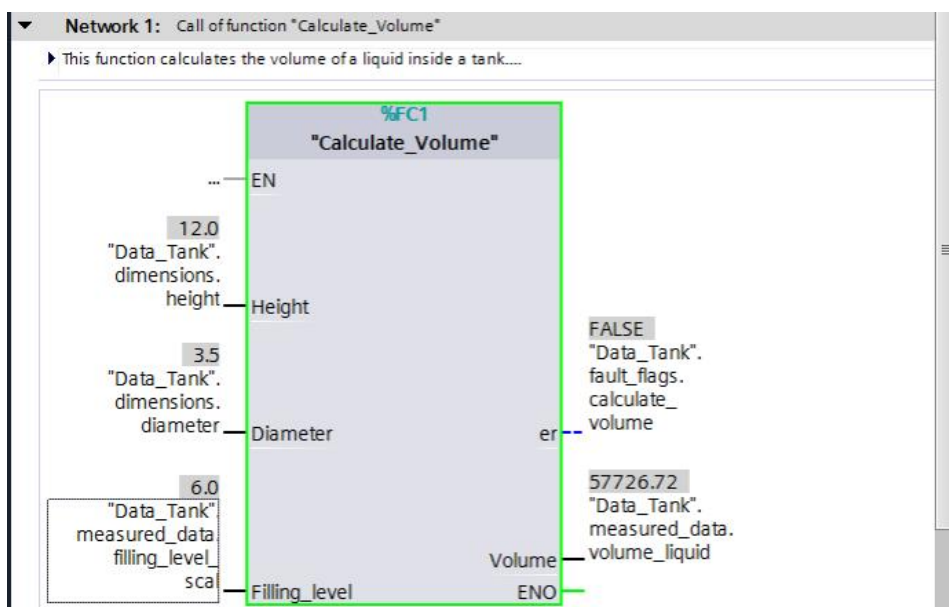 Network 1: Call of function "Calculate_Volume"
This function calculates the volume of a liquid inside a tank....
%FC1
"Calculate_Volume"
... EN
12.0
"Data_Tank".
dimensions.
height
Height
3.5
"Data_Tank".
dimensions.
diameter
Diameter
6.0
"Data_Tank".
measured_data.
filling_level_
scal
Filling_level
FALSE
"Data_Tank".
fault_flags.
calculate_
volume
er
57726.72
"Data_Tank".
measured_data.
volume_liquid
Volume
ENO